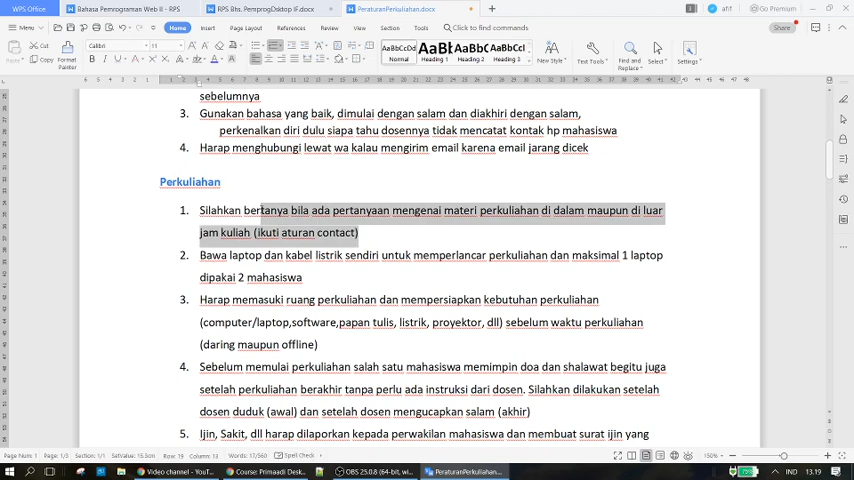 WPS Office
Bahasa Pemrograman Web II - RPS
RPS Bhs. PemprogDsktop IF.docx
PeraturanPerkuliahan.docx
afif
Go Premium
Menu
Home
Insert
Page Layout
References
Review
View
Section
Tools
Click to find commands
Share
Paste
Cut
Copy
Format
Painter
Calibri
11
AaBbCcDd
Normal
Heading 1
Heading 2
Heading 3
New Style
Text Tools
Find and
Replace
Select
Settings
sebelumnya
3. Gunakan bahasa yang baik, dimulai dengan salam dan diakhiri dengan salam,
perkenalkan diri dulu siapa tahu dosennya tidak mencatat kontak hp mahasiswa
4. Harap menghubungi lewat wa kalau mengirim email karena email jarang dicek
Perkuliahan
1. Silahkan bertanya bila ada pertanyaan mengenai materi perkuliahan di dalam maupun di luar
jam kuliah (ikuti aturan contact)
2. Bawa laptop dan kabel listrik sendiri untuk memperlancar perkuliahan dan maksimal 1 laptop
dipakai 2 mahasiswa
3. Harap memasuki ruang perkuliahan dan mempersiapkan kebutuhan perkuliahan
(computer/laptop,software,papan tulis, listrik, proyektor, dll) sebelum waktu perkuliahan
(daring maupun offline)
4. Sebelum memulai perkuliahan salah satu mahasiswa memimpin doa dan shalawat begitu juga
setelah perkuliahan berakhir tanpa perlu ada instruksi dari dosen. Silahkan dilakukan setelah
dosen duduk (awal) dan setelah dosen mengucapkan salam (akhir)
5. Ijin, Sakit, dll harap dilaporkan kepada perwakilan mahasiswa dan membuat surat ijin yang
Page Num: 1 Page: 1/3 Section: 1/1 SetValue: 15.3cm Row: 19 Column: 13 Words: 17/560 Spell Check
150%
Video channel - YouT...
Course: Primaadi Desk...
OBS 25.0.8 (64-bit, wi...
PeraturanPerkuliahan....
75%
IND
13.19